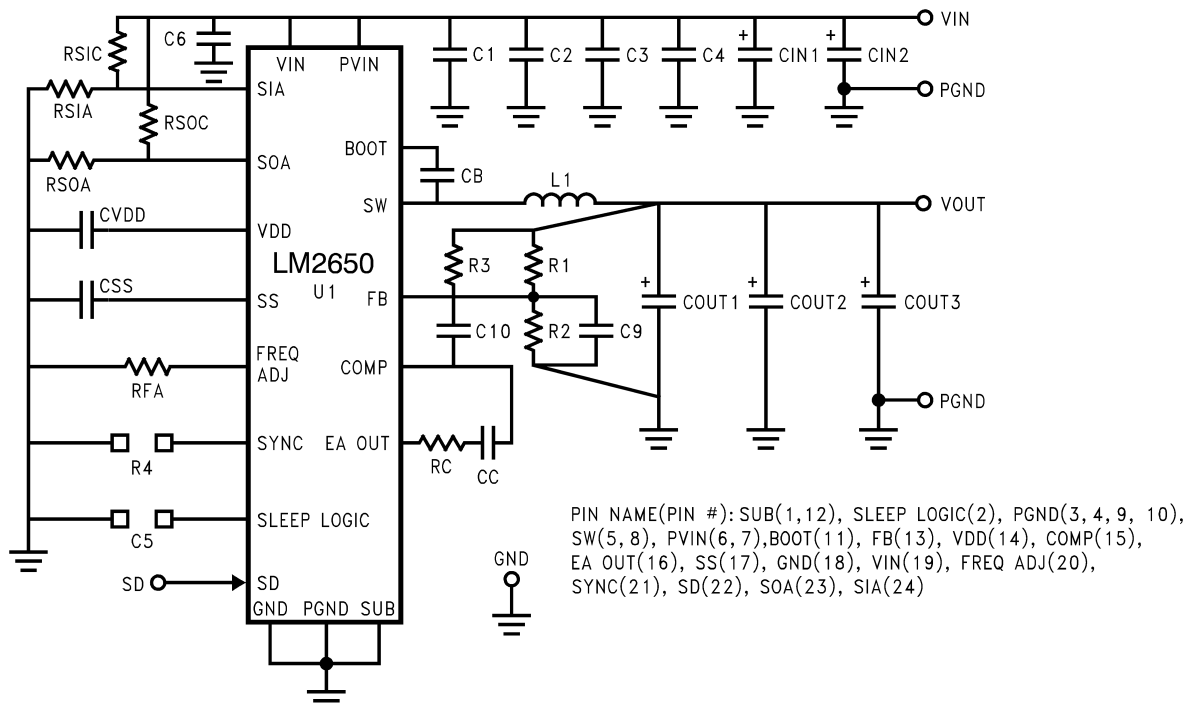 VIN
RSIC
C6
C1
C2
C3
C4
CIN1
CIN2
+
+
VIN
PVIN
PGND
SIA
RSIA
RSOC
BOOT
SOA
RSOA
CB
L1
SW
VOUT
CVDD
VDD
LM2650
U1
R3
R1
CSS
SS
FB
+
COUT1
+
COUT2
+
COUT3
C10
R2
C9
FREQ
ADJ
RFA
COMP
PGND
SYNC
R4
EA OUT
RC
CC
SLEEP LOGIC
C5
PIN NAME(PIN #): SUB(1,12), SLEEP LOGIC(2), PGND(3, 4, 9, 10),
SW(5, 8), PVIN(6, 7),BOOT(11), FB(13), VDD(14), COMP(15),
EA OUT(16), SS(17), GND(18), VIN(19), FREQ ADJ(20),
SYNC(21), SD(22), SOA(23), SIA(24)
GND
SD
SD
GND PGND SUB